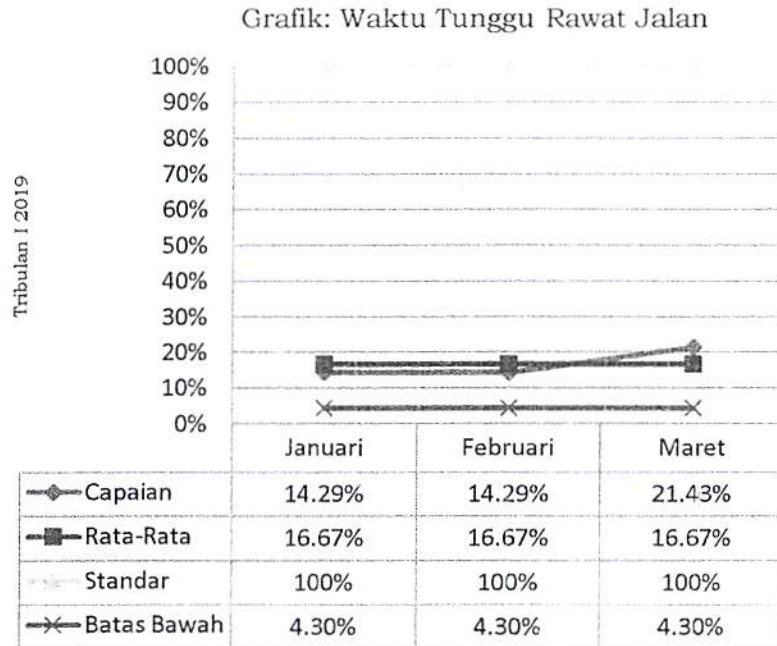 Grafik: Waktu Tunggu Rawat Jalan
Tribulan I 2019
100%
90%
80%
70%
60%
50%
40%
30%
20%
10%
0%
Januari Februari Maret
Capaian 14.29% 14.29% 21.43%
Rata-Rata 16.67% 16.67% 16.67%
Standar 100% 100% 100%
Batas Bawah 4.30% 4.30% 4.30%